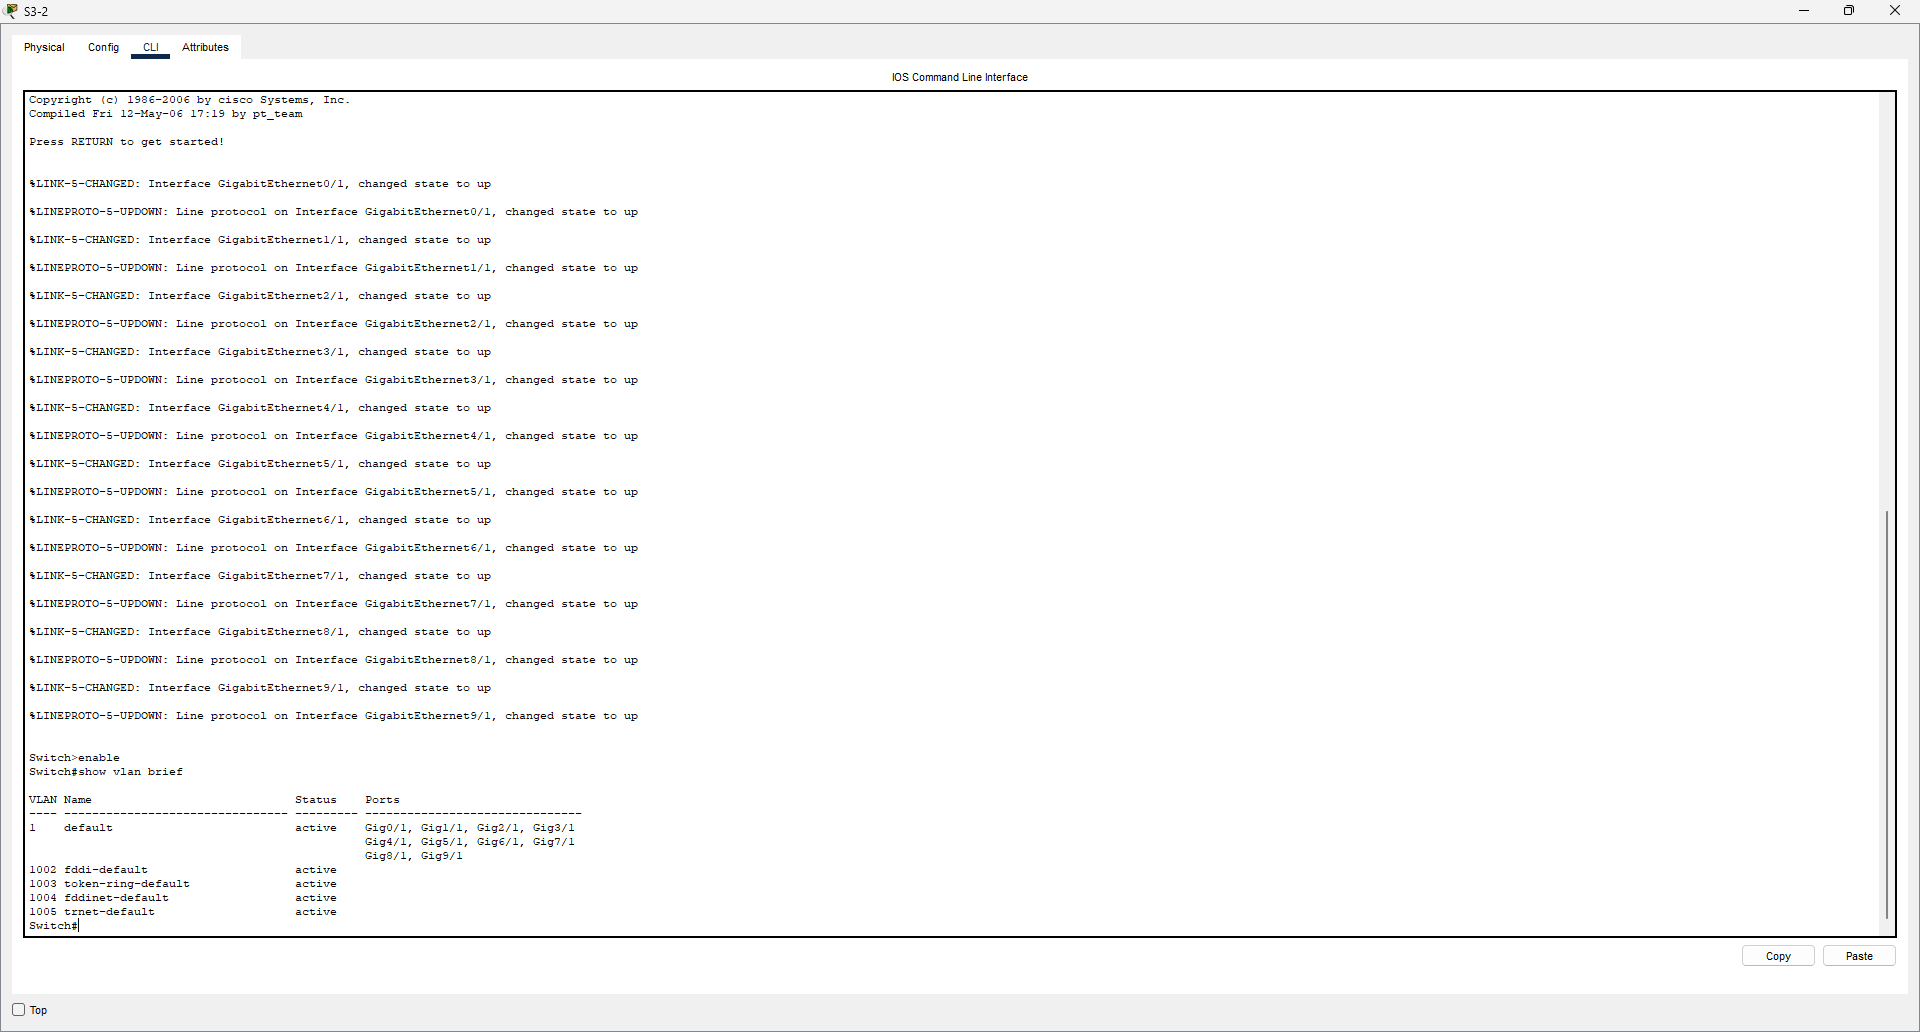 S3-2
Physical Config CLI Attributes
IOS Command Line Interface
Copyright (c) 1986-2006 by cisco Systems, Inc.
Compiled Fri 12-May-06 17:19 by pt_team
Press RETURN to get started!
%LINK-5-CHANGED: Interface GigabitEthernet0/1, changed state to up
%LINEPROTO-5-UPDOWN: Line protocol on Interface GigabitEthernet0/1, changed state to up
%LINK-5-CHANGED: Interface GigabitEthernet1/1, changed state to up
%LINEPROTO-5-UPDOWN: Line protocol on Interface GigabitEthernet1/1, changed state to up
%LINK-5-CHANGED: Interface GigabitEthernet2/1, changed state to up
%LINEPROTO-5-UPDOWN: Line protocol on Interface GigabitEthernet2/1, changed state to up
%LINK-5-CHANGED: Interface GigabitEthernet3/1, changed state to up
%LINEPROTO-5-UPDOWN: Line protocol on Interface GigabitEthernet3/1, changed state to up
%LINK-5-CHANGED: Interface GigabitEthernet4/1, changed state to up
%LINEPROTO-5-UPDOWN: Line protocol on Interface GigabitEthernet4/1, changed state to up
%LINK-5-CHANGED: Interface GigabitEthernet5/1, changed state to up
%LINEPROTO-5-UPDOWN: Line protocol on Interface GigabitEthernet5/1, changed state to up
%LINK-5-CHANGED: Interface GigabitEthernet6/1, changed state to up
%LINEPROTO-5-UPDOWN: Line protocol on Interface GigabitEthernet6/1, changed state to up
%LINK-5-CHANGED: Interface GigabitEthernet7/1, changed state to up
%LINEPROTO-5-UPDOWN: Line protocol on Interface GigabitEthernet7/1, changed state to up
%LINK-5-CHANGED: Interface GigabitEthernet8/1, changed state to up
%LINEPROTO-5-UPDOWN: Line protocol on Interface GigabitEthernet8/1, changed state to up
%LINK-5-CHANGED: Interface GigabitEthernet9/1, changed state to up
%LINEPROTO-5-UPDOWN: Line protocol on Interface GigabitEthernet9/1, changed state to up
Switch>enable
Switch#show vlan brief
VLAN Name                             Status    Ports
---- -------------------------------- --------- -------------------------------
1    default                          active    Gig0/1, Gig1/1, Gig2/1, Gig3/1
                                                Gig4/1, Gig5/1, Gig6/1, Gig7/1
                                                Gig8/1, Gig9/1
1002 fddi-default                     active
1003 token-ring-default               active
1004 fddinet-default                  active
1005 trnet-default                    active
Switch#
Copy Paste
Top